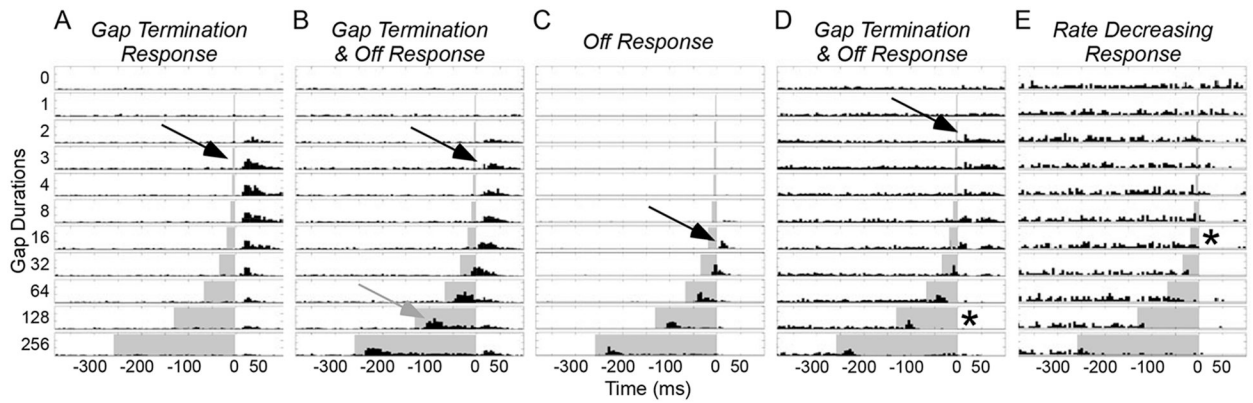 A Gap Termination
Response
B Gap Termination
& Off Response
C Off Response
D Gap Termination
& Off Response
E Rate Decreasing
Response
Gap Durations
0
1
2
3
4
8
16
32
64
128
256
*
*
-300 -200 -100 0 50
-300 -200 -100 0 50
-300 -200 -100 0 50
-300 -200 -100 0 50
-300 -200 -100 0 50
Time (ms)